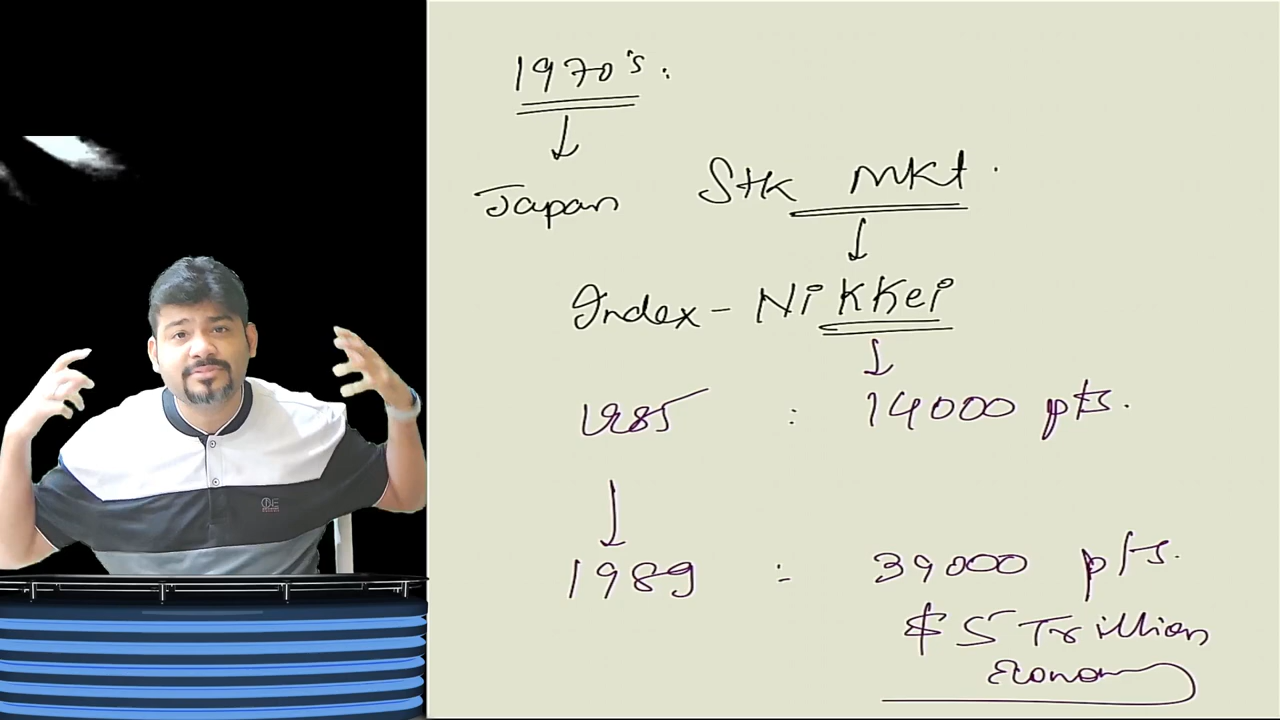 1970's.
Japan Stk Mkt.
Index - Nikkei
1985 : 14000 pts.
1989 : 39000 pts.
$ 5 Trillion
Economy